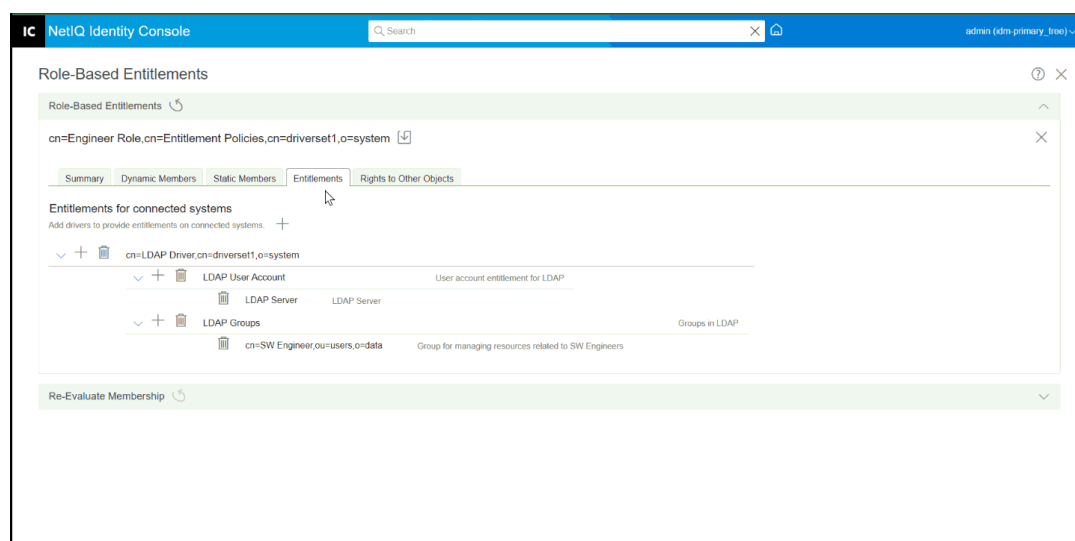 IC NetIQ Identity Console Search admin (idm-primary_tree)
Role-Based Entitlements
Role-Based Entitlements
cn=Engineer Role,cn=Entitlement Policies,cn=driverset1,o=system
Summary Dynamic Members Static Members Entitlements Rights to Other Objects
Entitlements for connected systems
Add drivers to provide entitlements on connected systems.
cn=LDAP Driver,cn=driverset1,o=system
LDAP User Account User account entitlement for LDAP
LDAP Server LDAP Server
LDAP Groups Groups in LDAP
cn=SW Engineer,ou=users,o=data Group for managing resources related to SW Engineers
Re-Evaluate Membership